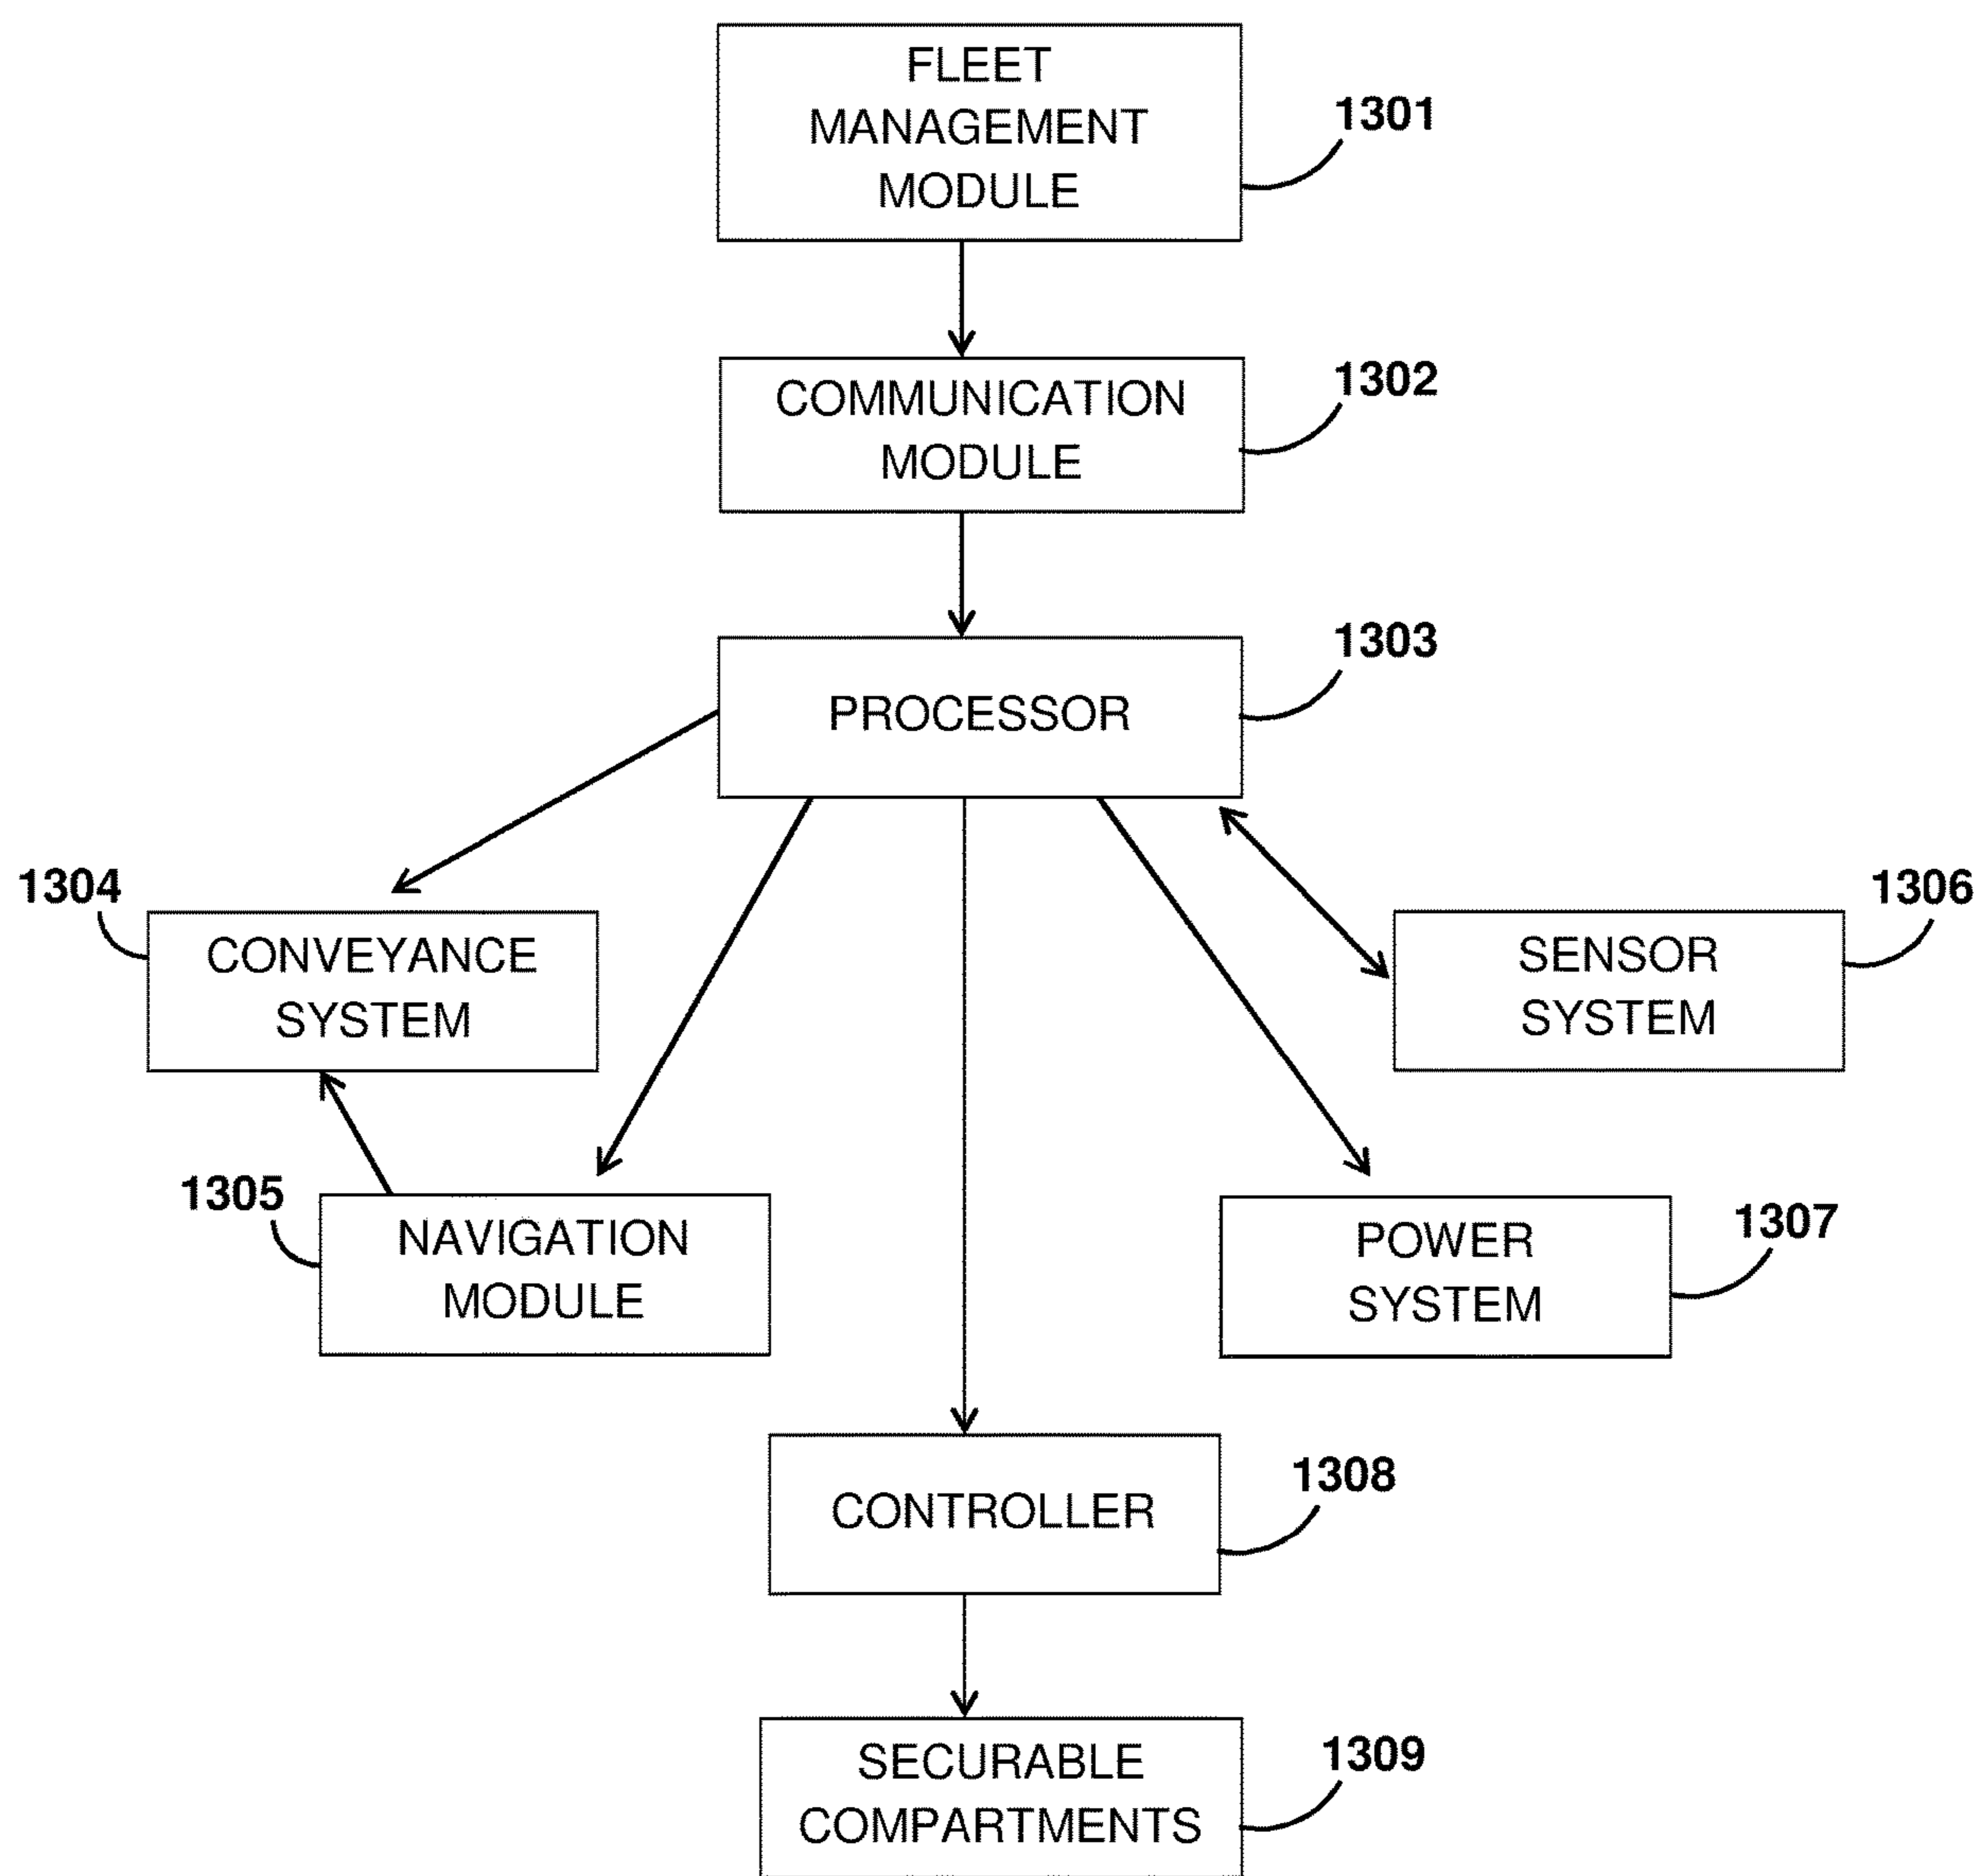 FLEET
MANAGEMENT
MODULE
1301
COMMUNICATION
MODULE
1302
PROCESSOR
1303
1304
CONVEYANCE
SYSTEM
1306
SENSOR
SYSTEM
1305
NAVIGATION
MODULE
1307
POWER
SYSTEM
CONTROLLER
1308
SECURABLE
COMPARTMENTS
1309